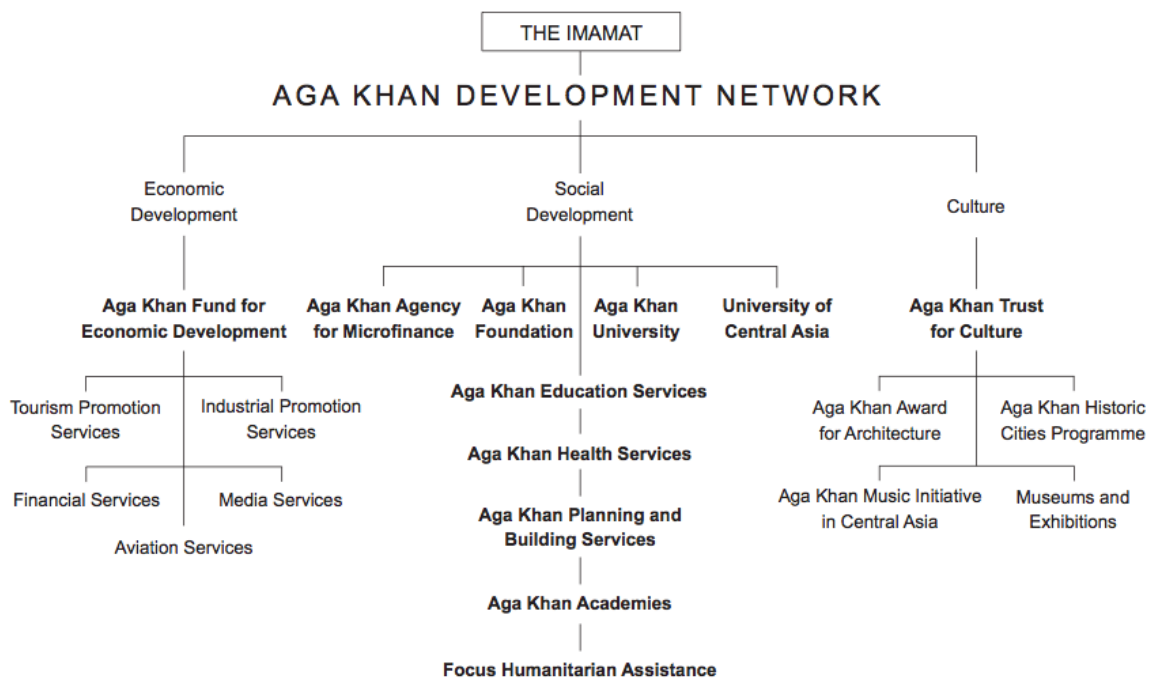 THE IMAMAT
AGA KHAN DEVELOPMENT NETWORK
Economic
Development
Social
Development
Culture
Aga Khan Fund for
Economic Development
Aga Khan Agency
for Microfinance
Aga Khan
Foundation
Aga Khan
University
University of
Central Asia
Aga Khan Trust
for Culture
Tourism Promotion
Services
Industrial Promotion
Services
Financial Services
Media Services
Aviation Services
Aga Khan Education Services
Aga Khan Health Services
Aga Khan Planning and
Building Services
Aga Khan Academies
Focus Humanitarian Assistance
Aga Khan Award
for Architecture
Aga Khan Historic
Cities Programme
Aga Khan Music Initiative
in Central Asia
Museums and
Exhibitions